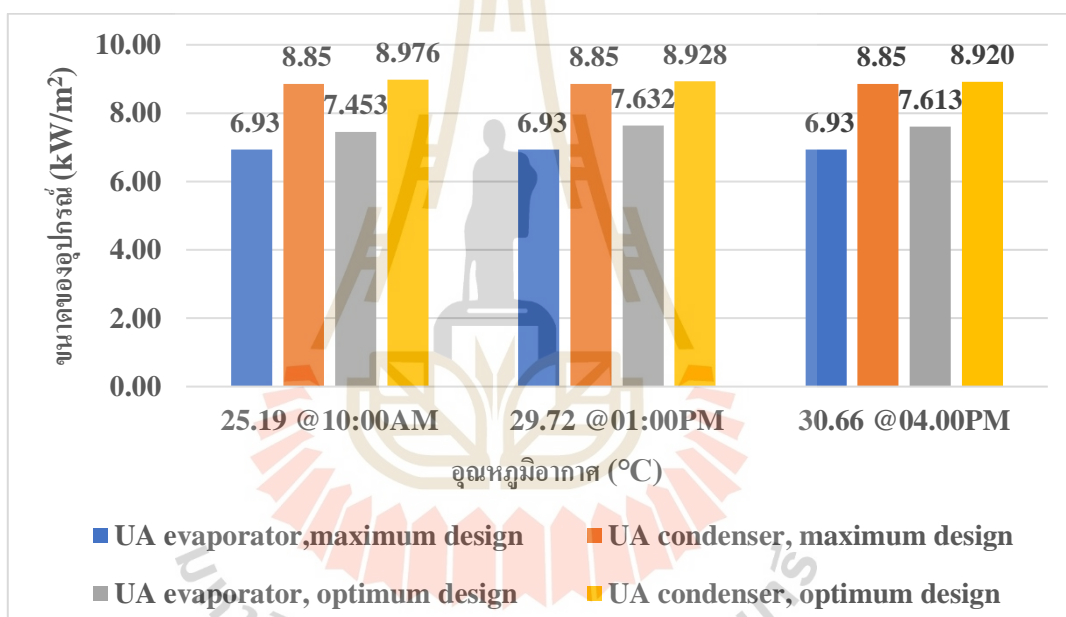 ขนาดของอุปกรณ์ (kW/m²)
10.00
8.00
6.00
4.00
2.00
0.00
6.93 8.85 7.453 8.976
6.93 8.85 7.632 8.928
6.93 8.85 7.613 8.920
25.19 @10:00AM 29.72 @01:00PM 30.66 @04.00PM
อุณหภูมิอากาศ (°C)
UA evaporator,maximum design UA condenser, maximum design
UA evaporator, optimum design UA condenser, optimum design